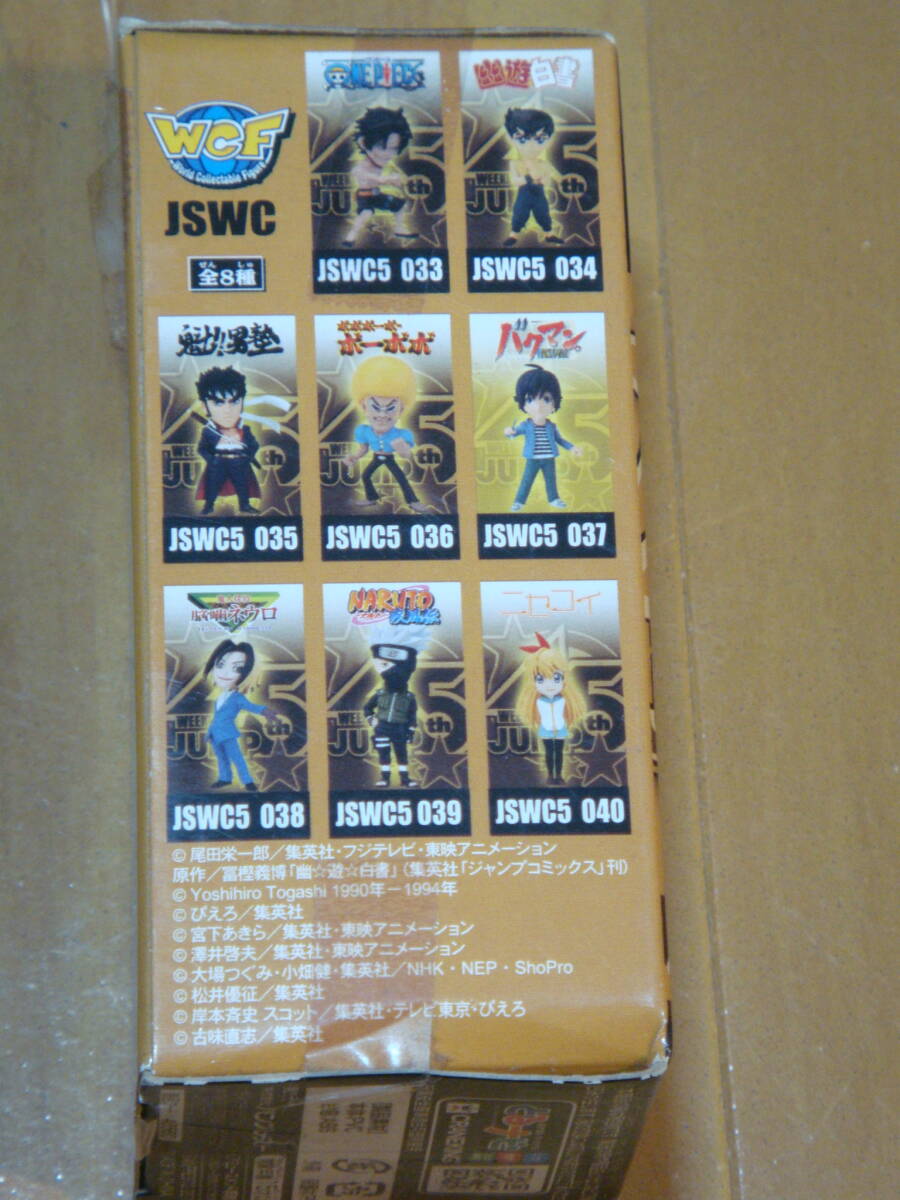 WCF
World Collectable Figure
JSWC
ぜん しゅ
全8種
ONE PIECE
JSWC5 033
幽遊白書
JSWC5 034
魁!!男塾
JSWC5 035
ボボボーボ・
ボーボボ
JSWC5 036
バクマン。
JSWC5 037
脳噛ネウロ
JSWC5 038
NARUTO
ナルト 疾風伝
JSWC5 039
ニセコイ
JSWC5 040
© 尾田栄一郎/集英社・フジテレビ・東映アニメーション
原作/冨樫義博「幽☆遊☆白書」(集英社「ジャンプコミックス」刊)
© Yoshihiro Togashi 1990年-1994年
© ぴえろ/集英社
© 宮下あきら/集英社・東映アニメーション
© 澤井啓夫/集英社・東映アニメーション
© 大場つぐみ・小畑健・集英社/NHK・NEP・ShoPro
© 松井優征/集英社
© 岸本斉史 スコット/集英社・テレビ東京・ぴえろ
© 古味直志/集英社